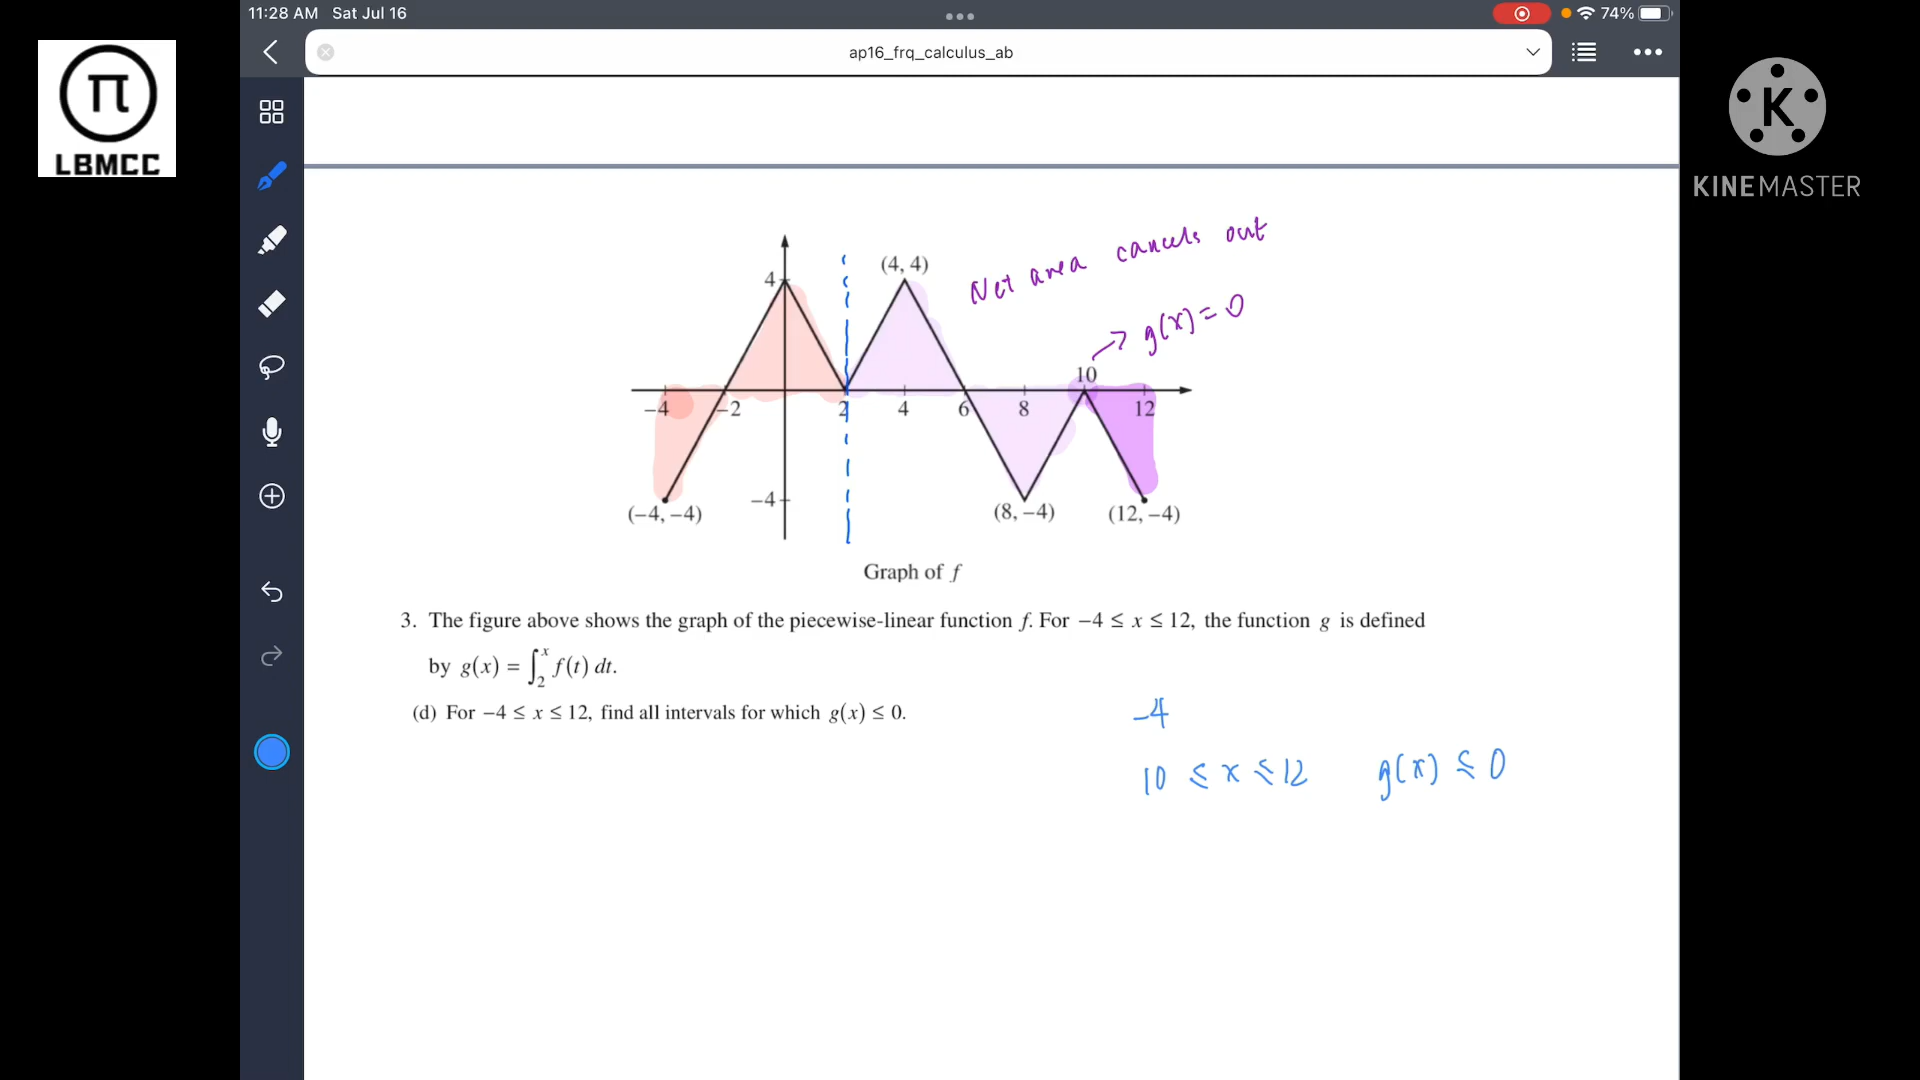 11:28 AM Sat Jul 16
74%
ap16_frq_calculus_ab
π
LBMCC
K
KINEMASTER
Net area cancels out
(4, 4)
4
→ g(x) = 0
10
−4 −2 2 4 6 8 12
−4
(−4, −4) (8, −4) (12, −4)
Graph of f
3. The figure above shows the graph of the piecewise-linear function f. For −4 ≤ x ≤ 12, the function g is defined
by g(x) = ∫₂ˣ f(t) dt.
(d) For −4 ≤ x ≤ 12, find all intervals for which g(x) ≤ 0.
−4
10 ≤ x ≤ 12 g(x) ≤ 0